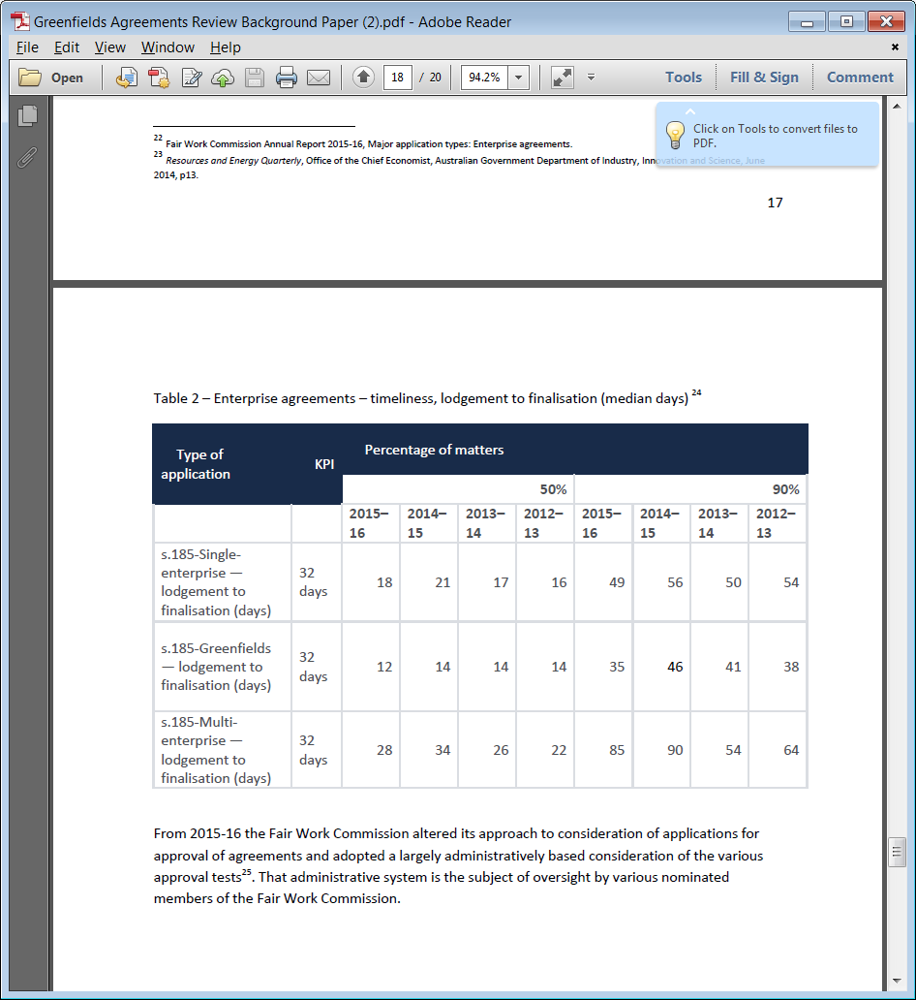 Greenfields Agreements Review Background Paper (2).pdf - Adobe Reader
File Edit View Window Help
Open 18 / 20 94.2% Tools Fill & Sign Comment
Click on Tools to convert files to
PDF.
22 Fair Work Commission Annual Report 2015-16, Major application types: Enterprise agreements.
23 Resources and Energy Quarterly, Office of the Chief Economist, Australian Government Department of Industry, Innovation and Science, June
2014, p13.
17
Table 2 – Enterprise agreements – timeliness, lodgement to finalisation (median days) 24
Type of
application
KPI
Percentage of matters
50% 90%
2015–16 2014–15 2013–14 2012–13 2015–16 2014–15 2013–14 2012–13
s.185-Single-
enterprise —
lodgement to
finalisation (days)
32
days
18 21 17 16 49 56 50 54
s.185-Greenfields
— lodgement to
finalisation (days)
32
days
12 14 14 14 35 46 41 38
s.185-Multi-
enterprise —
lodgement to
finalisation (days)
32
days
28 34 26 22 85 90 54 64
From 2015-16 the Fair Work Commission altered its approach to consideration of applications for
approval of agreements and adopted a largely administratively based consideration of the various
approval tests25. That administrative system is the subject of oversight by various nominated
members of the Fair Work Commission.